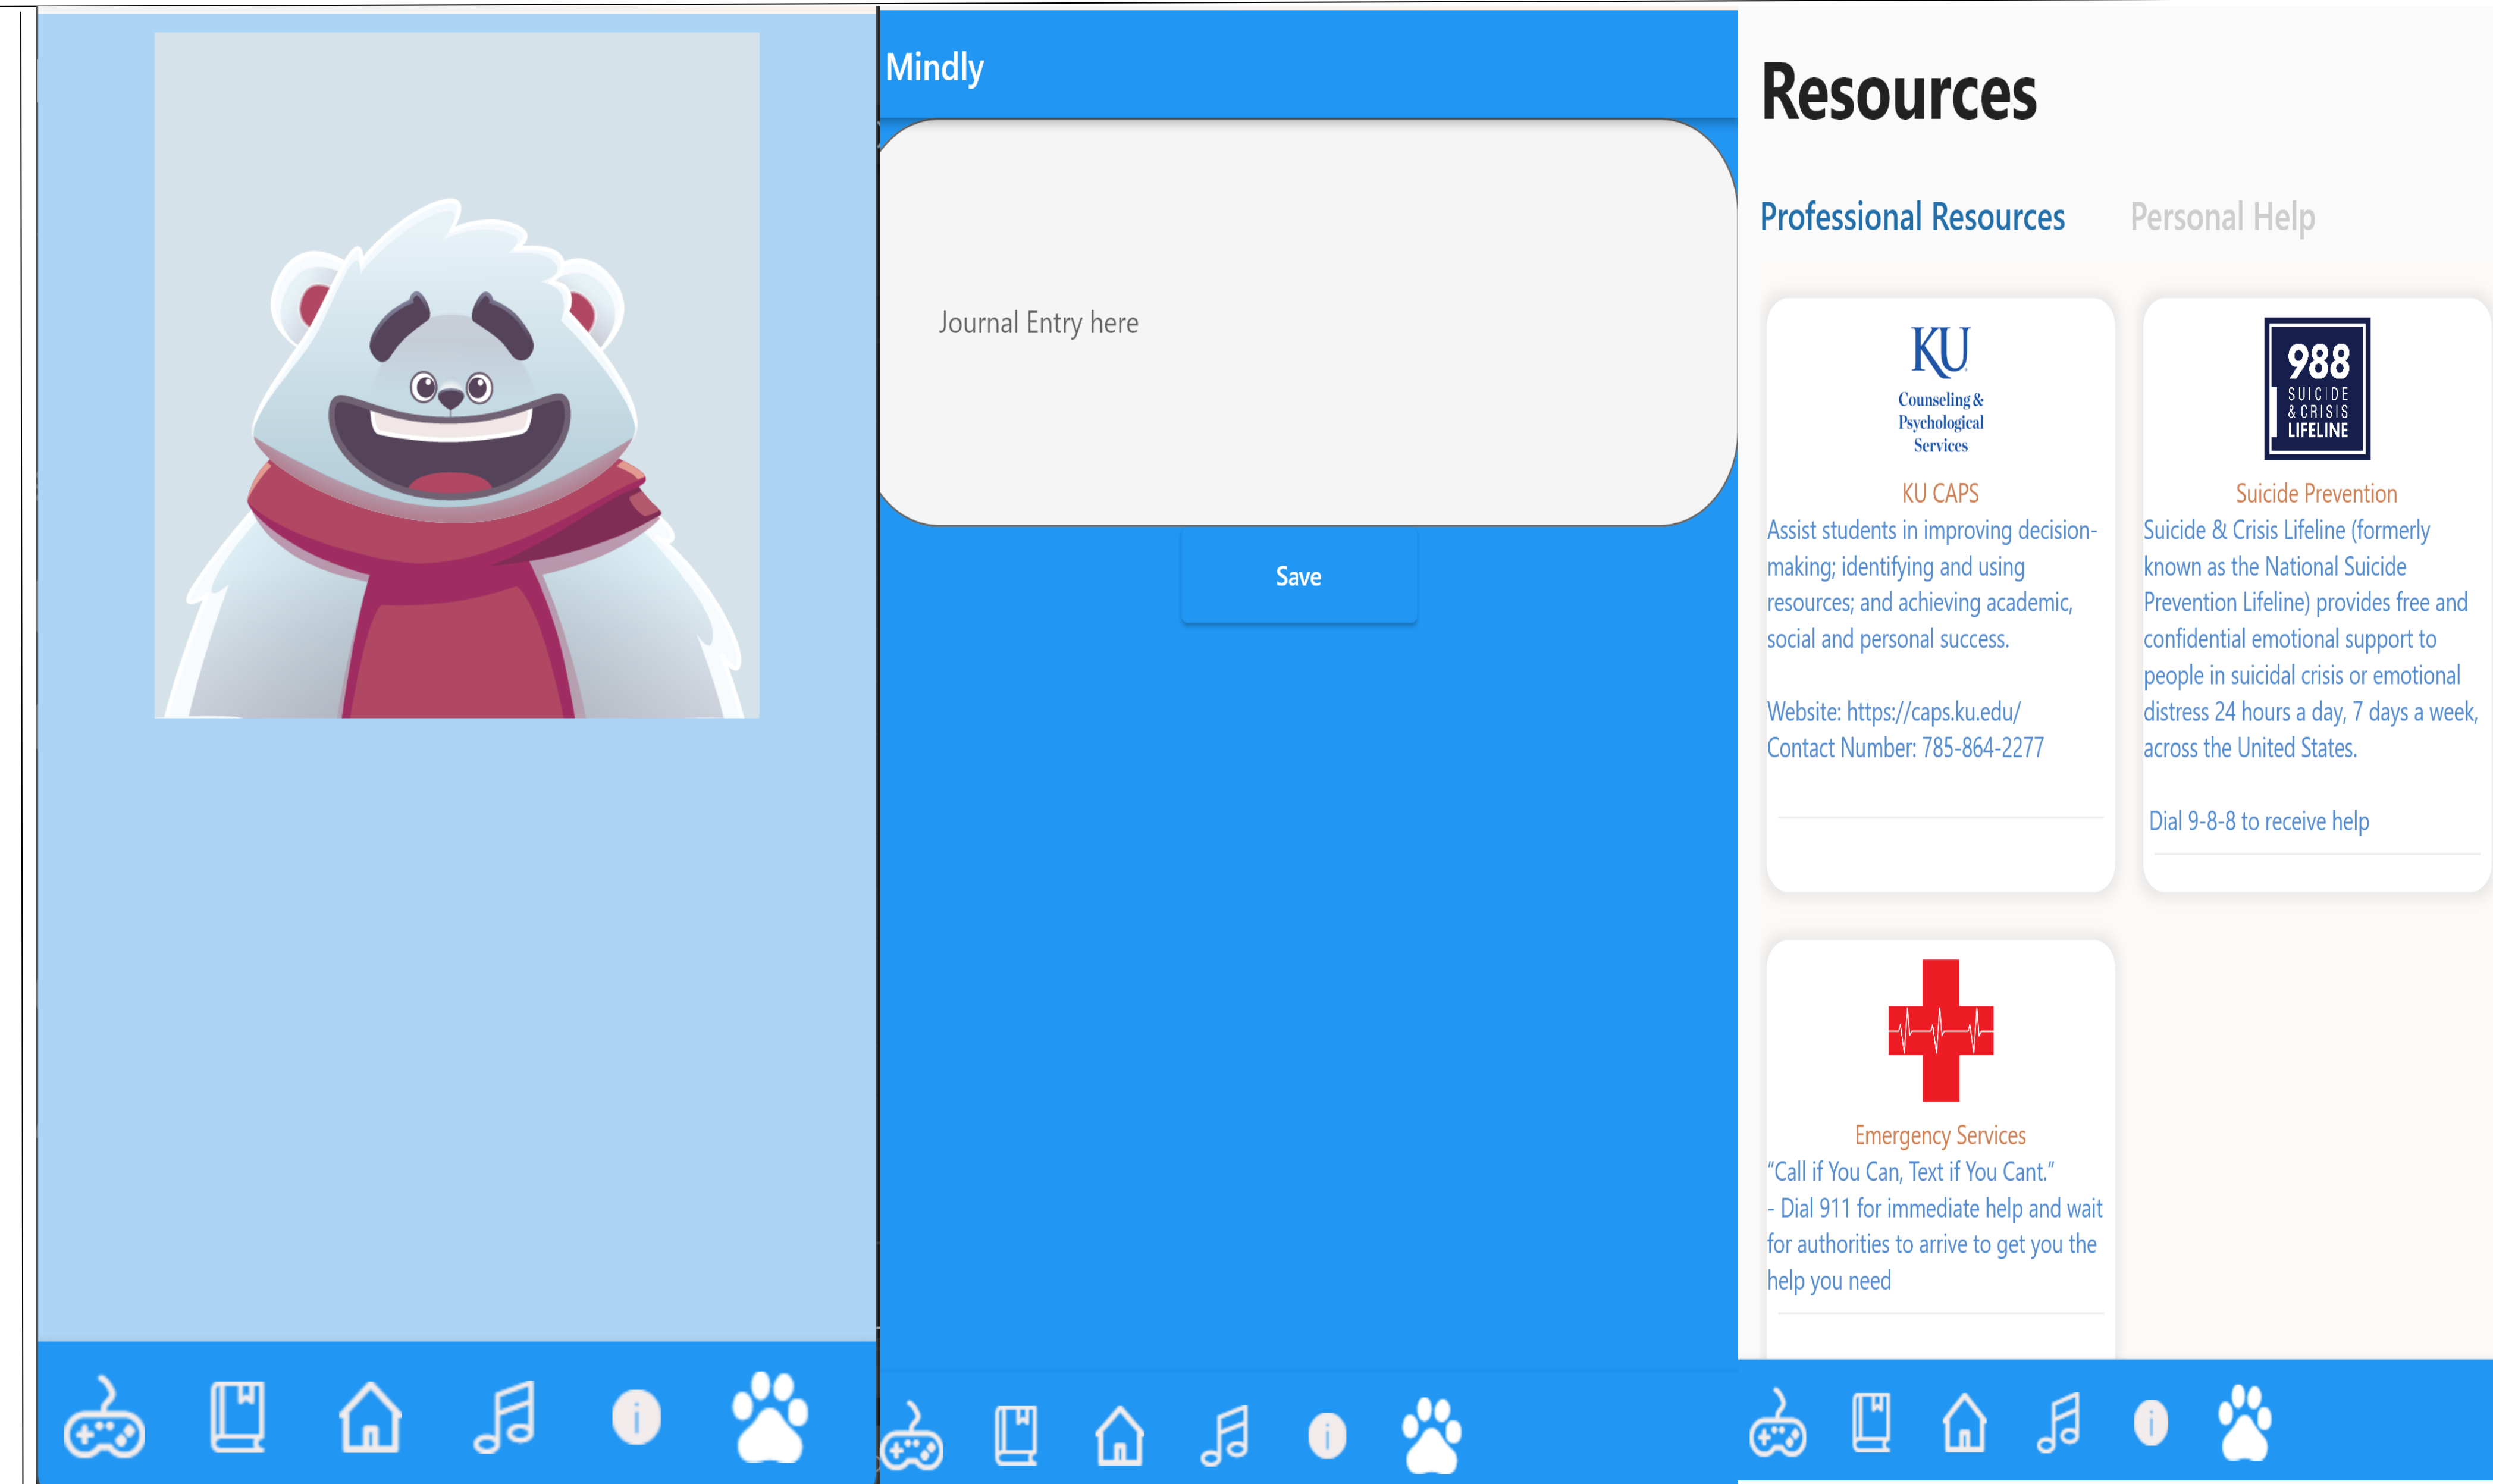 Mindly
Journal Entry here
Save
Resources
Professional Resources
Personal Help
KU
Counseling &
Psychological
Services
KU CAPS
Assist students in improving decision-
making; identifying and using
resources; and achieving academic,
social and personal success.
Website: https://caps.ku.edu/
Contact Number: 785-864-2277
988
SUICIDE
& CRISIS
LIFELINE
Suicide Prevention
Suicide & Crisis Lifeline (formerly
known as the National Suicide
Prevention Lifeline) provides free and
confidential emotional support to
people in suicidal crisis or emotional
distress 24 hours a day, 7 days a week,
across the United States.
Dial 9-8-8 to receive help
Emergency Services
“Call if You Can, Text if You Cant.”
- Dial 911 for immediate help and wait
for authorities to arrive to get you the
help you need